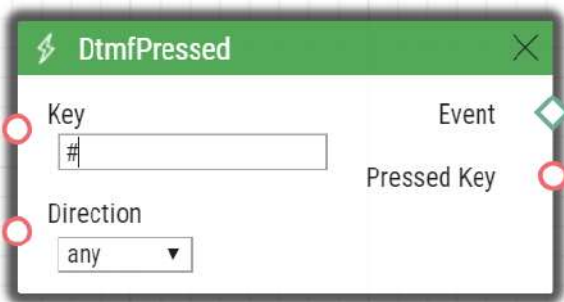 DtmfPressed
Key
Event
#
Pressed Key
Direction
any